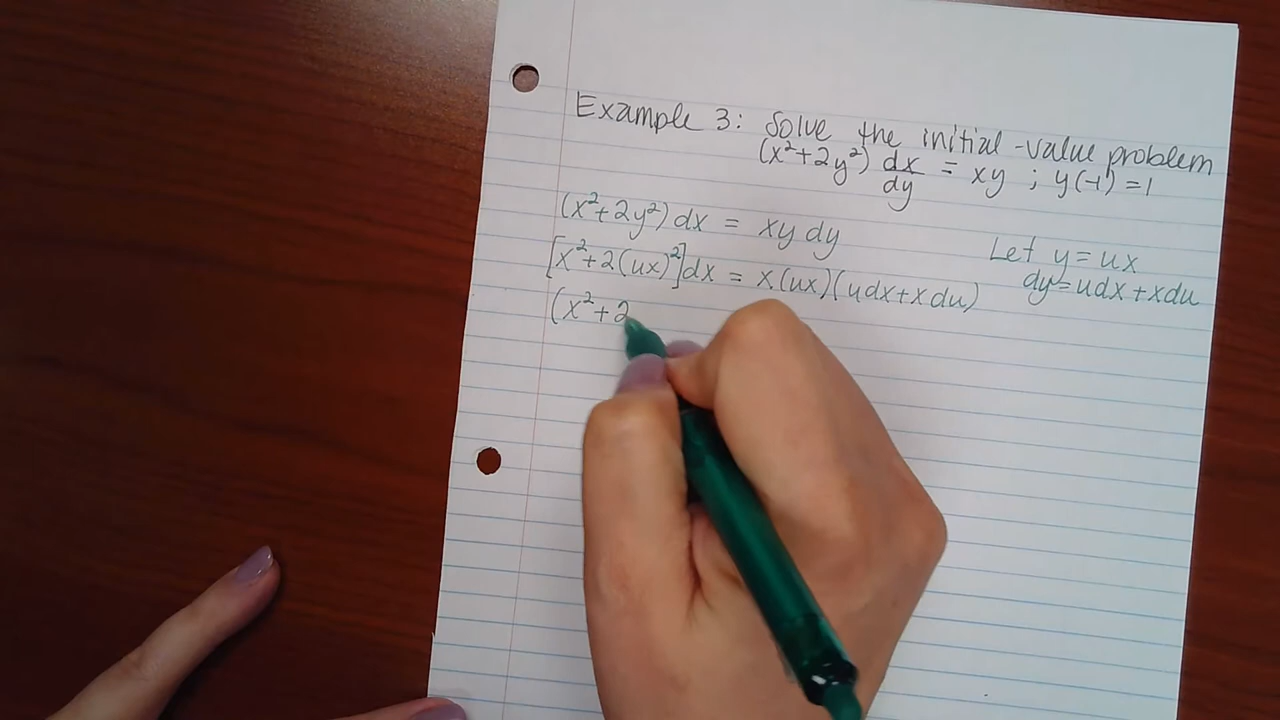 Example 3: Solve the initial-value problem
(x²+2y²) dx/dy = xy ; y(-1) = 1
(x²+2y²) dx = xy dy
Let y = ux
[x²+2(ux)²]dx = x(ux)(udx+xdu)
dy = udx+xdu
(x²+2